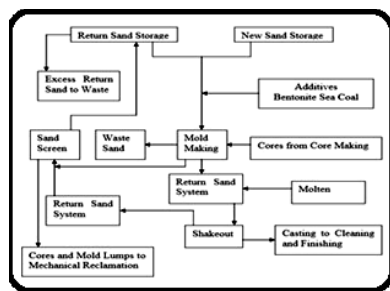 Return Sand Storage
New Sand Storage
Excess Return
Sand to Waste
Additives
Bentonite Sea Coal
Sand
Screen
Waste
Sand
Mold
Making
Cores from Core Making
Return Sand
System
Molten
Return Sand
System
Shakeout
Casting to Cleaning
and Finishing
Cores and Mold Lumps to
Mechanical Reclamation